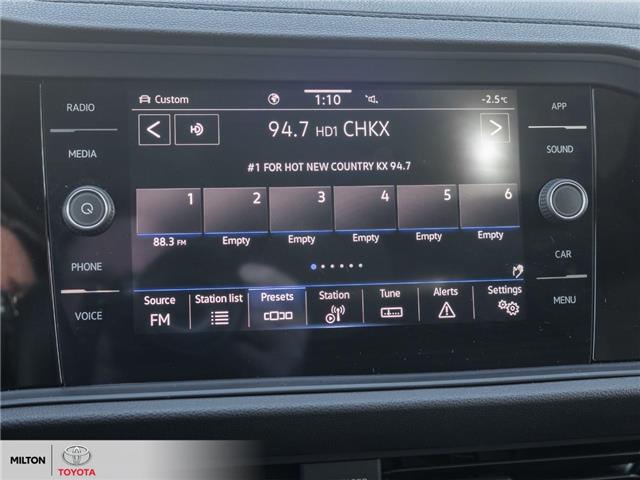 RADIO
MEDIA
PHONE
VOICE
Custom
1:10
-2.5°C
94.7 HD1 CHKX
#1 FOR HOT NEW COUNTRY KX 94.7
1 2 3 4 5 6
88.3 FM Empty Empty Empty Empty Empty
Source Station list Presets Station Tune Alerts Settings
FM
APP
SOUND
CAR
MENU
MILTON TOYOTA